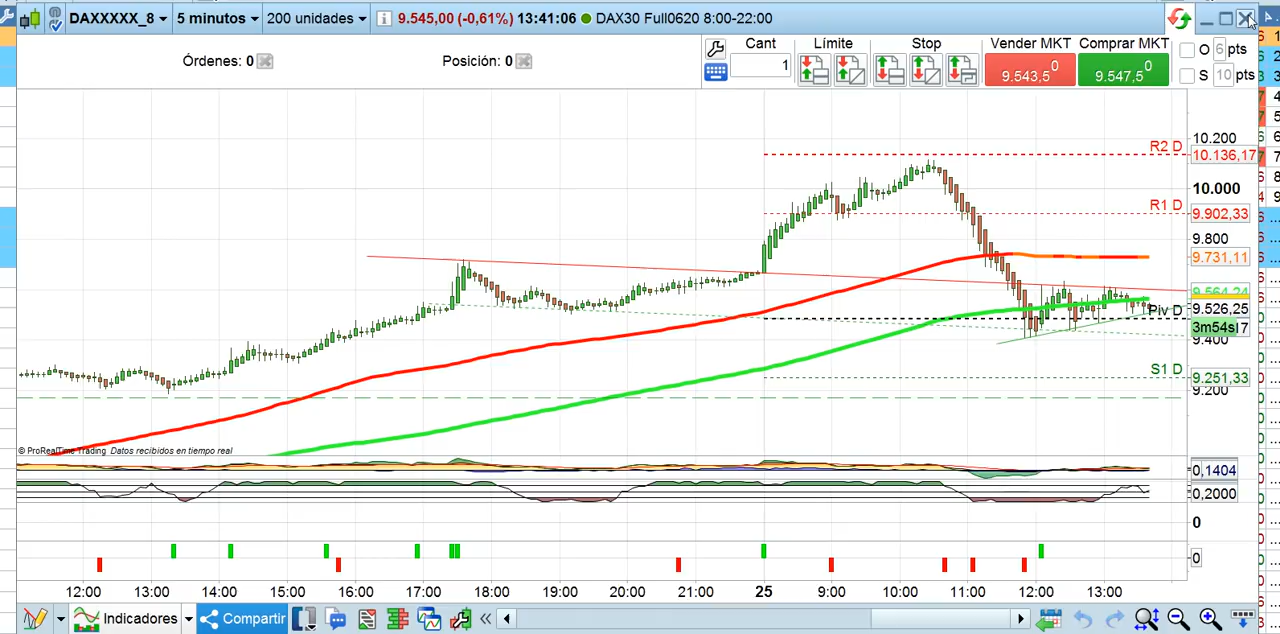 DAXXXXX_8 5 minutos 200 unidades 9.545,00 (-0,61%) 13:41:06 DAX30 Full0620 8:00-22:00
Órdenes: 0 Posición: 0 Cant Límite Stop Vender MKT Comprar MKT O 6 pts
1 9.543,5 0 9.547,5 0 S 10 pts
10.200
R2 D 10.136,17
10.000
R1 D 9.902,33
9.800
9.731,11
9.564,24
Piv D 9.526,25
3m54s
9.400
S1 D 9.251,33
9.200
© ProRealTime Trading Datos recibidos en tiempo real
0,1404
0,2000
0
0
12:00 13:00 14:00 15:00 16:00 17:00 18:00 19:00 20:00 21:00 25 9:00 10:00 11:00 12:00 13:00
Indicadores Compartir